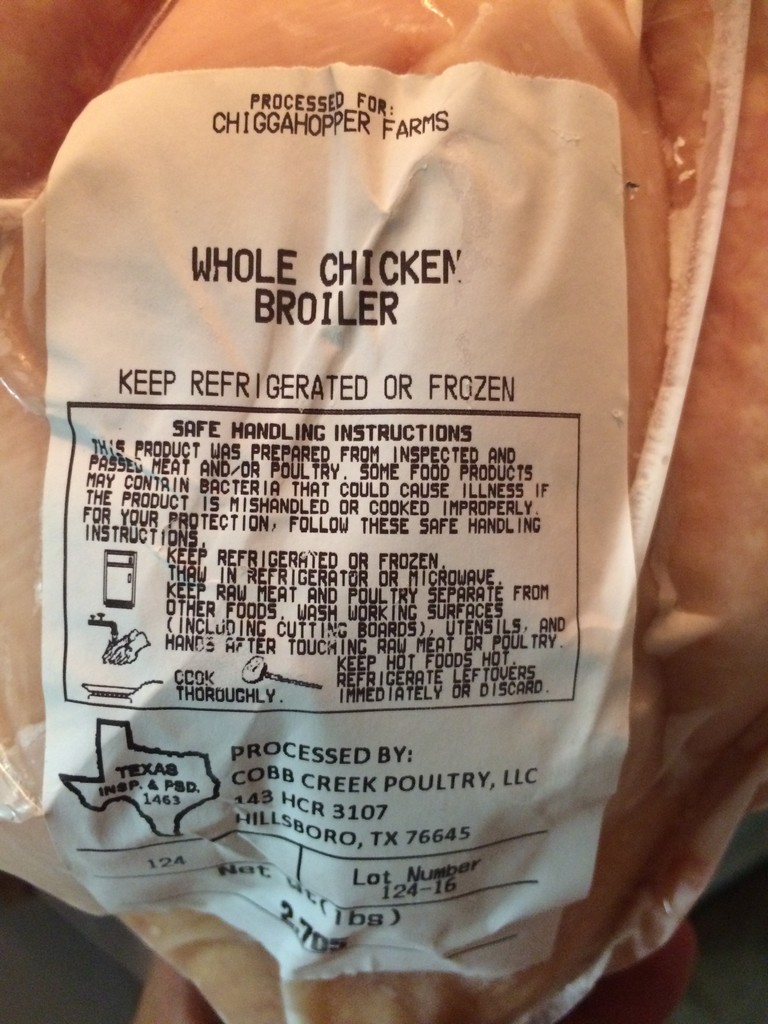 PROCESSED FOR:
CHIGGAHOPPER FARMS
WHOLE CHICKEN
BROILER
KEEP REFRIGERATED OR FROZEN
SAFE HANDLING INSTRUCTIONS
THIS PRODUCT WAS PREPARED FROM INSPECTED AND
PASSED MEAT AND/OR POULTRY. SOME FOOD PRODUCTS
MAY CONTAIN BACTERIA THAT COULD CAUSE ILLNESS IF
THE PRODUCT IS MISHANDLED OR COOKED IMPROPERLY.
FOR YOUR PROTECTION, FOLLOW THESE SAFE HANDLING
INSTRUCTIONS.
KEEP REFRIGERATED OR FROZEN.
THAW IN REFRIGERATOR OR MICROWAVE.
KEEP RAW MEAT AND POULTRY SEPARATE FROM
OTHER FOODS. WASH WORKING SURFACES
(INCLUDING CUTTING BOARDS), UTENSILS, AND
HANDS AFTER TOUCHING RAW MEAT OR POULTRY.
COOK
THOROUGHLY.
KEEP HOT FOODS HOT.
REFRIGERATE LEFTOVERS
IMMEDIATELY OR DISCARD.
TEXAS
INSP. & PSD.
1463
PROCESSED BY:
COBB CREEK POULTRY, LLC
143 HCR 3107
HILLSBORO, TX 76645
124
Lot Number
124-16
Net Wt(lbs)
2.705